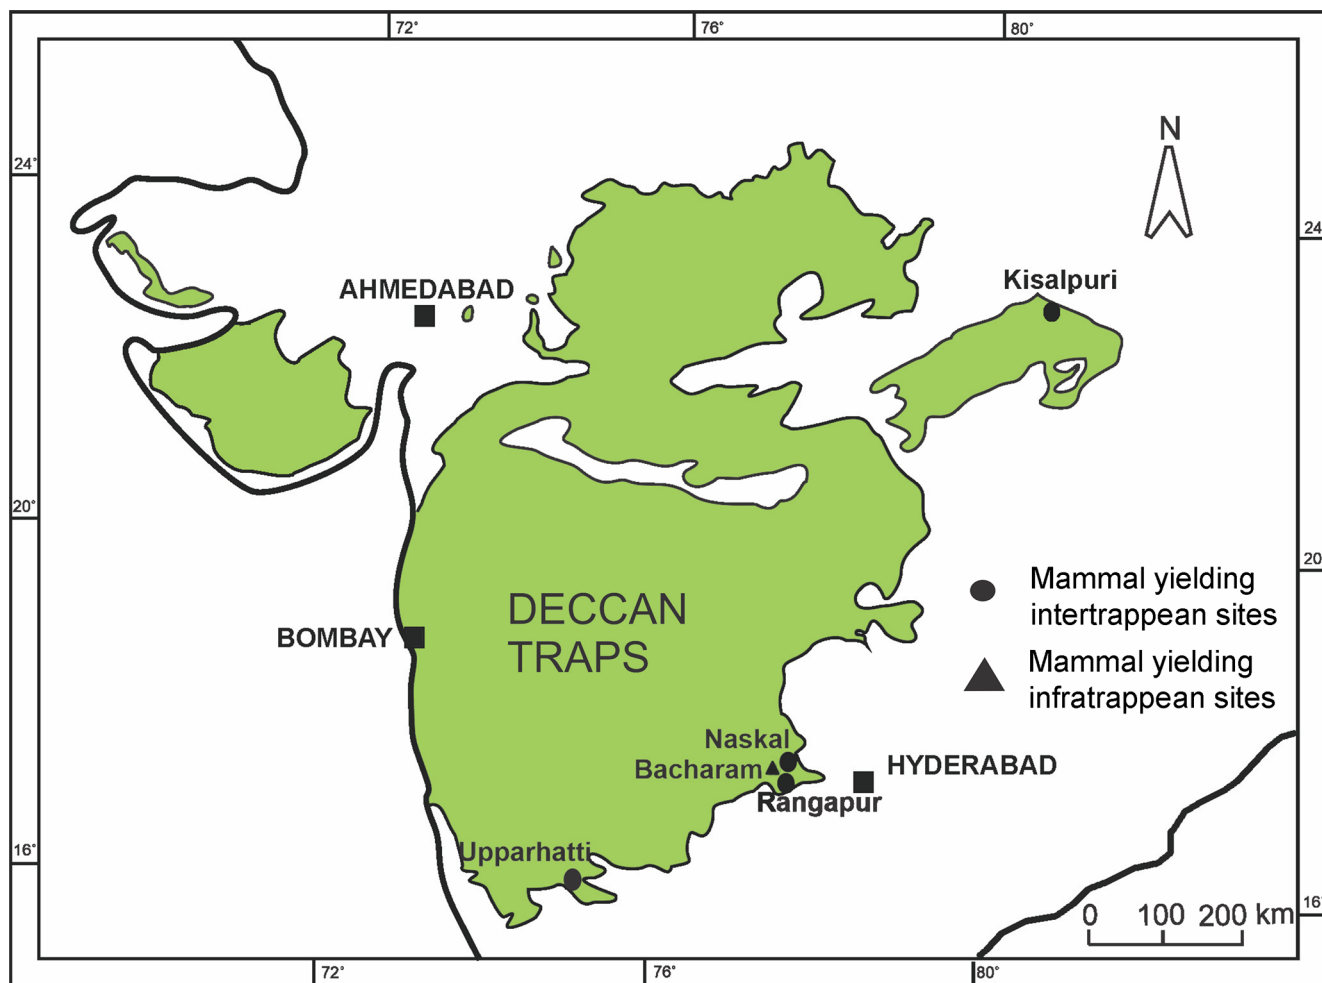 72°
76°
80°
24°
N
24
Kisalpuri
AHMEDABAD
20°
20
Mammal yielding
intertrappean sites
DECCAN
TRAPS
BOMBAY
Mammal yielding
infratrappean sites
Naskal
Bacharam
HYDERABAD
Rangapur
Upparhatti
16°
0 100 200 km
16°
72°
76°
80°